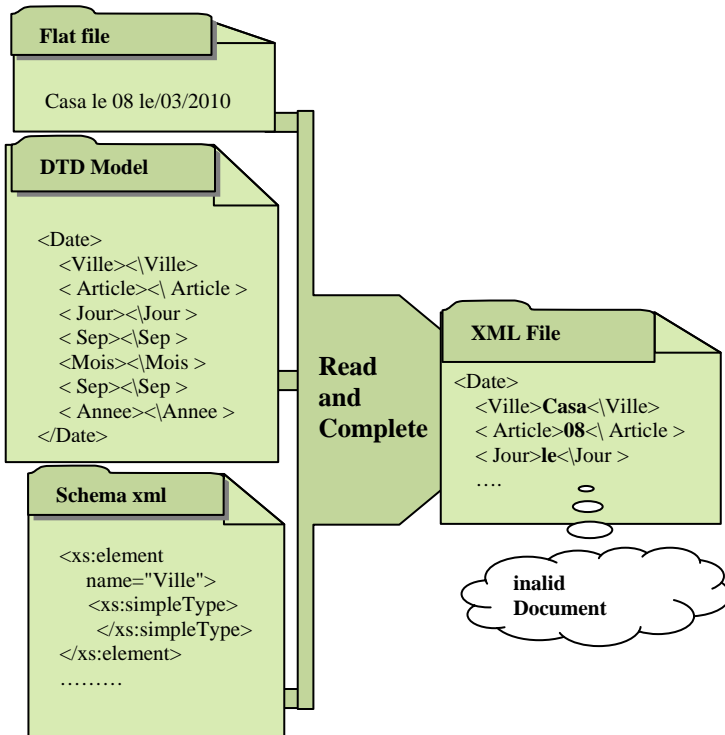 Flat file
Casa le 08 le/03/2010
DTD Model
<Date>
<Ville><\Ville>
< Article><\ Article >
< Jour><\Jour >
< Sep><\Sep >
<Mois><\Mois >
< Sep><\Sep >
< Annee><\Annee >
</Date>
Schema xml
<xs:element
name="Ville">
<xs:simpleType>
</xs:simpleType>
</xs:element>
………
Read
and
Complete
XML File
<Date>
<Ville>Casa<\Ville>
< Article>08<\ Article >
< Jour>le<\Jour >
….
inalid
Document